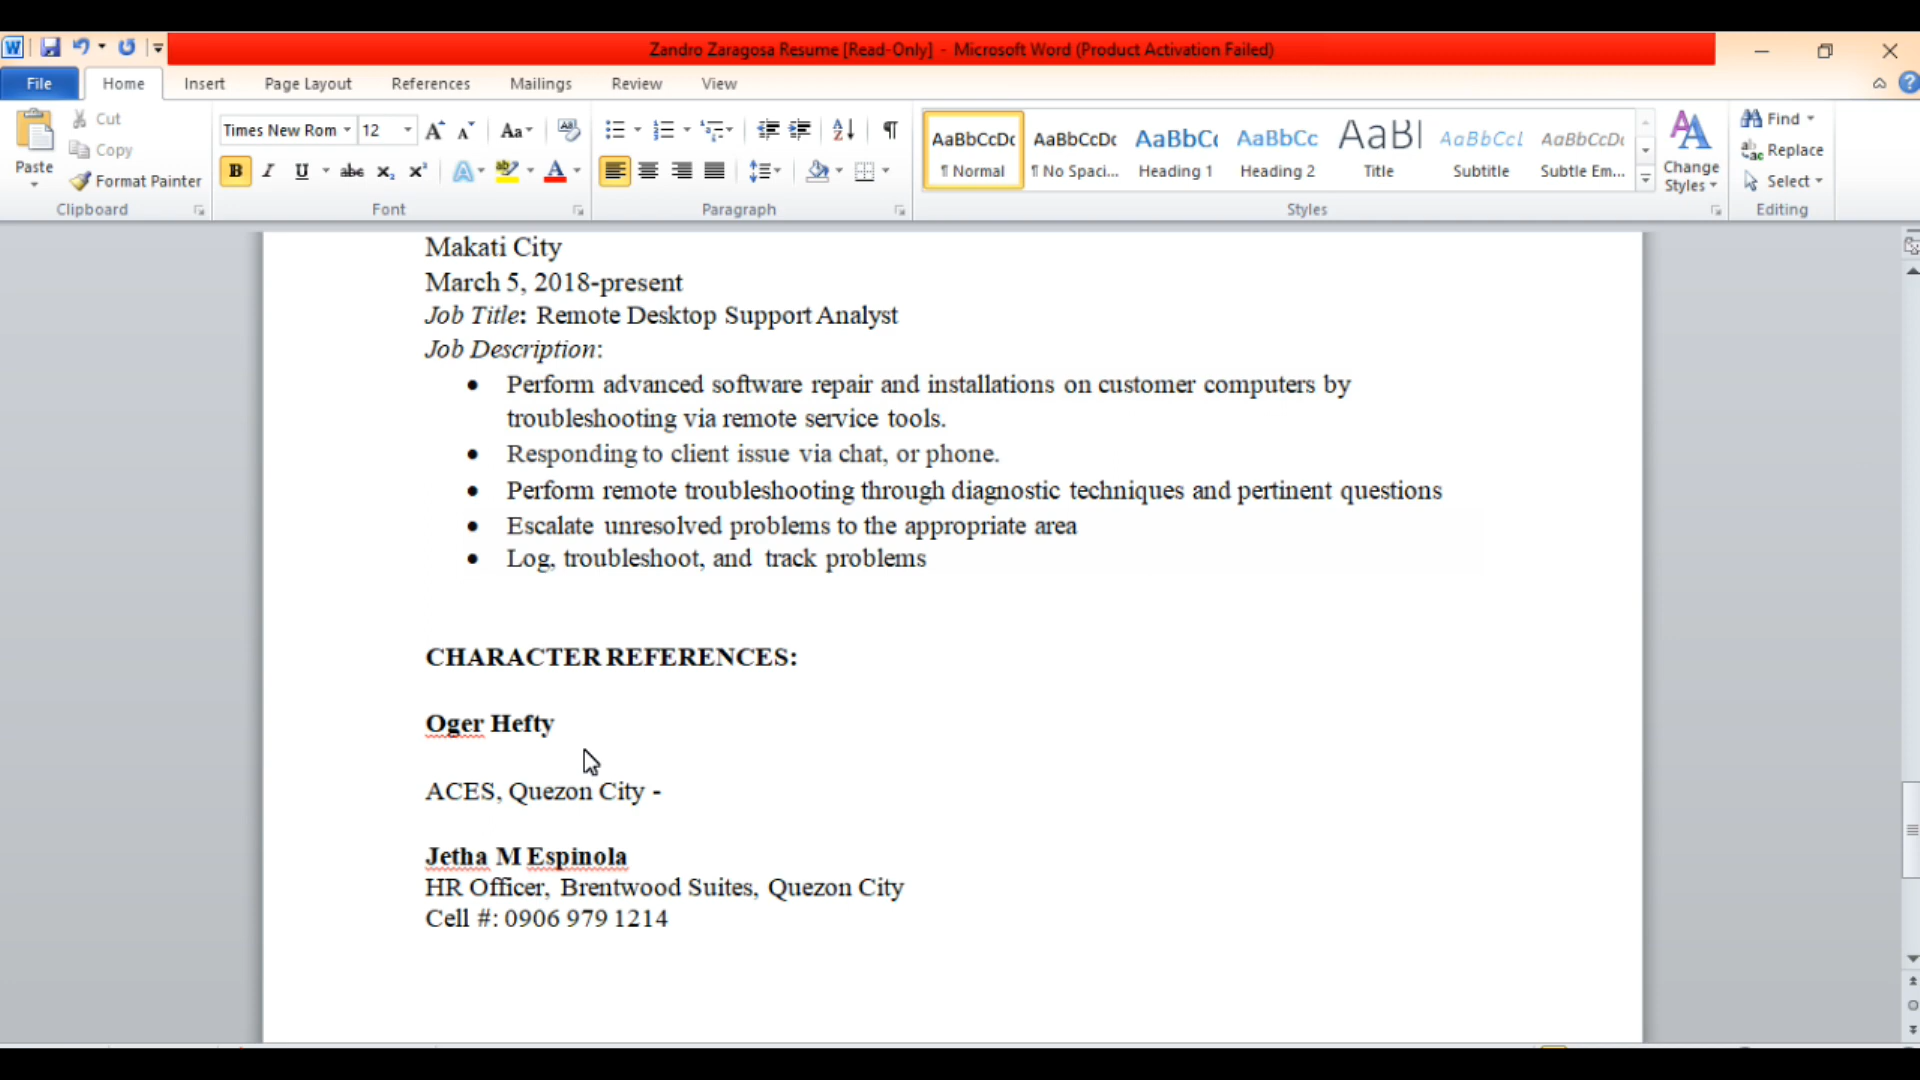 Zandro Zaragosa Resume [Read-Only] - Microsoft Word (Product Activation Failed)
File Home Insert Page Layout References Mailings Review View
Paste
Cut
Copy
Format Painter
Clipboard
Times New Rom 12
Font
Paragraph
AaBbCcDc AaBbCcDc AaBbC AaBbCc AaB AaBbCcL AaBbCcDc
¶ Normal ¶ No Spaci... Heading 1 Heading 2 Title Subtitle Subtle Em...
Change Styles
Styles
Find
Replace
Select
Editing
Makati City
March 5, 2018-present
Job Title: Remote Desktop Support Analyst
Job Description:
• Perform advanced software repair and installations on customer computers by
troubleshooting via remote service tools.
• Responding to client issue via chat, or phone.
• Perform remote troubleshooting through diagnostic techniques and pertinent questions
• Escalate unresolved problems to the appropriate area
• Log, troubleshoot, and track problems
CHARACTER REFERENCES:
Oger Hefty
ACES, Quezon City -
Jetha M Espinola
HR Officer, Brentwood Suites, Quezon City
Cell #: 0906 979 1214